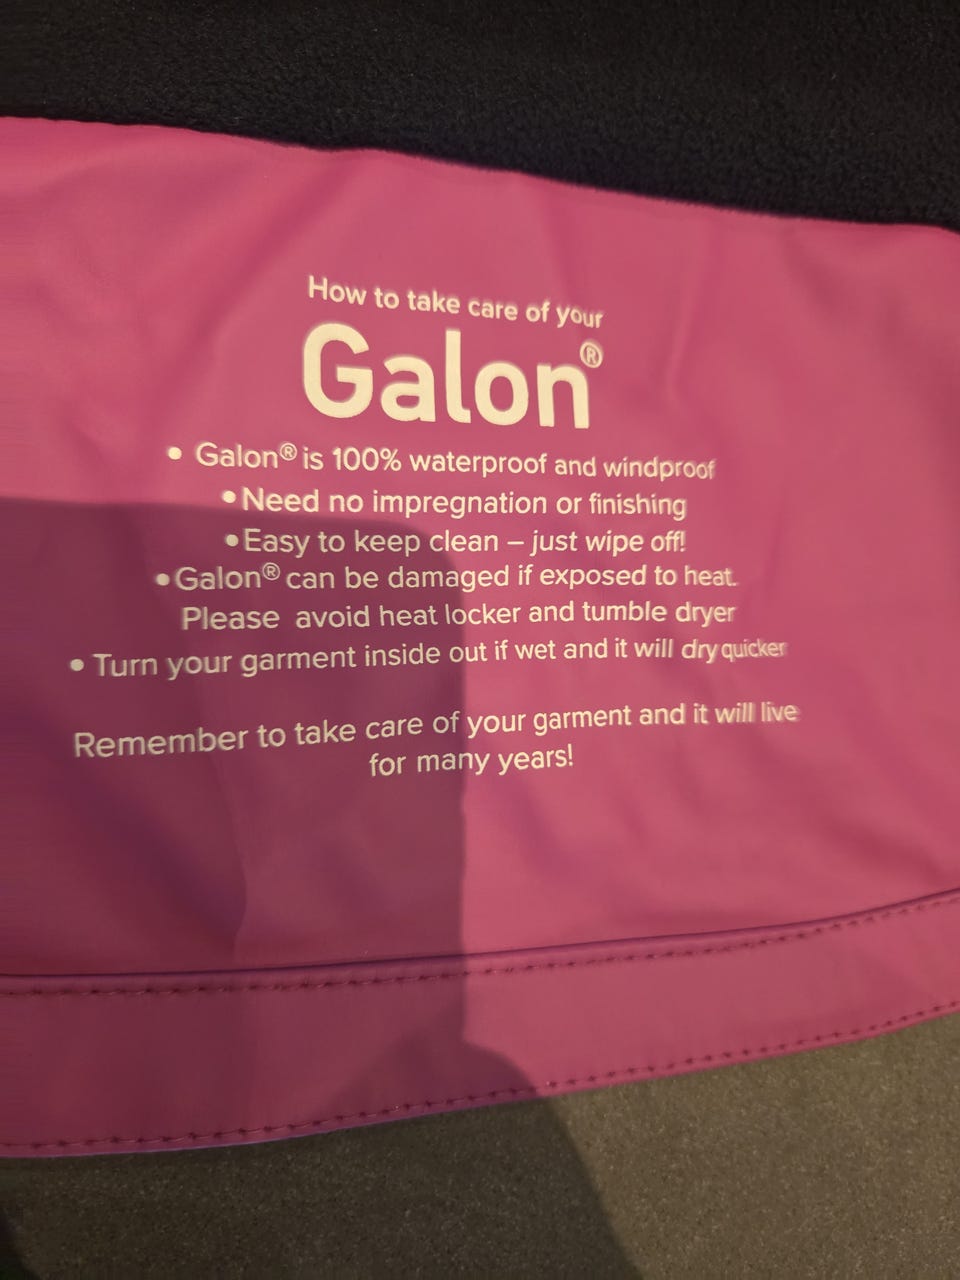 How to take care of your
Galon®
• Galon® is 100% waterproof and windproof
• Need no impregnation or finishing
• Easy to keep clean – just wipe off!
• Galon® can be damaged if exposed to heat.
Please avoid heat locker and tumble dryer
• Turn your garment inside out if wet and it will dry quicker
Remember to take care of your garment and it will live
for many years!